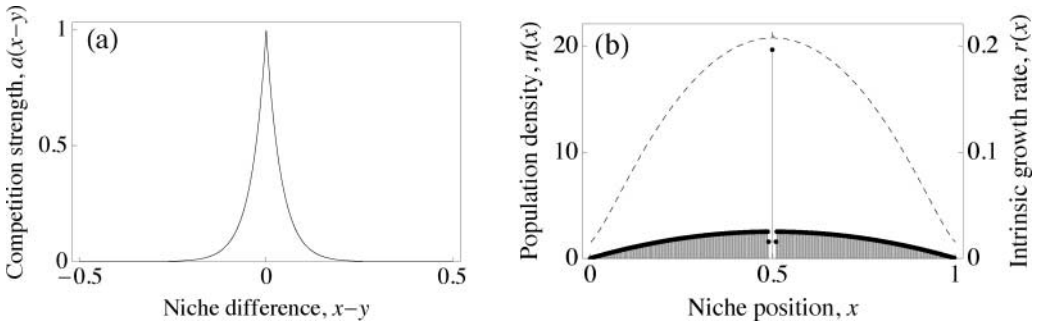 (a)
Competition strength, a(x–y)
1
0.5
0
–0.5
0
0.5
Niche difference, x–y
(b)
Population density, n(x)
20
10
0
0
0.5
1
Niche position, x
0.2
0.1
0
Intrinsic growth rate, r(x)